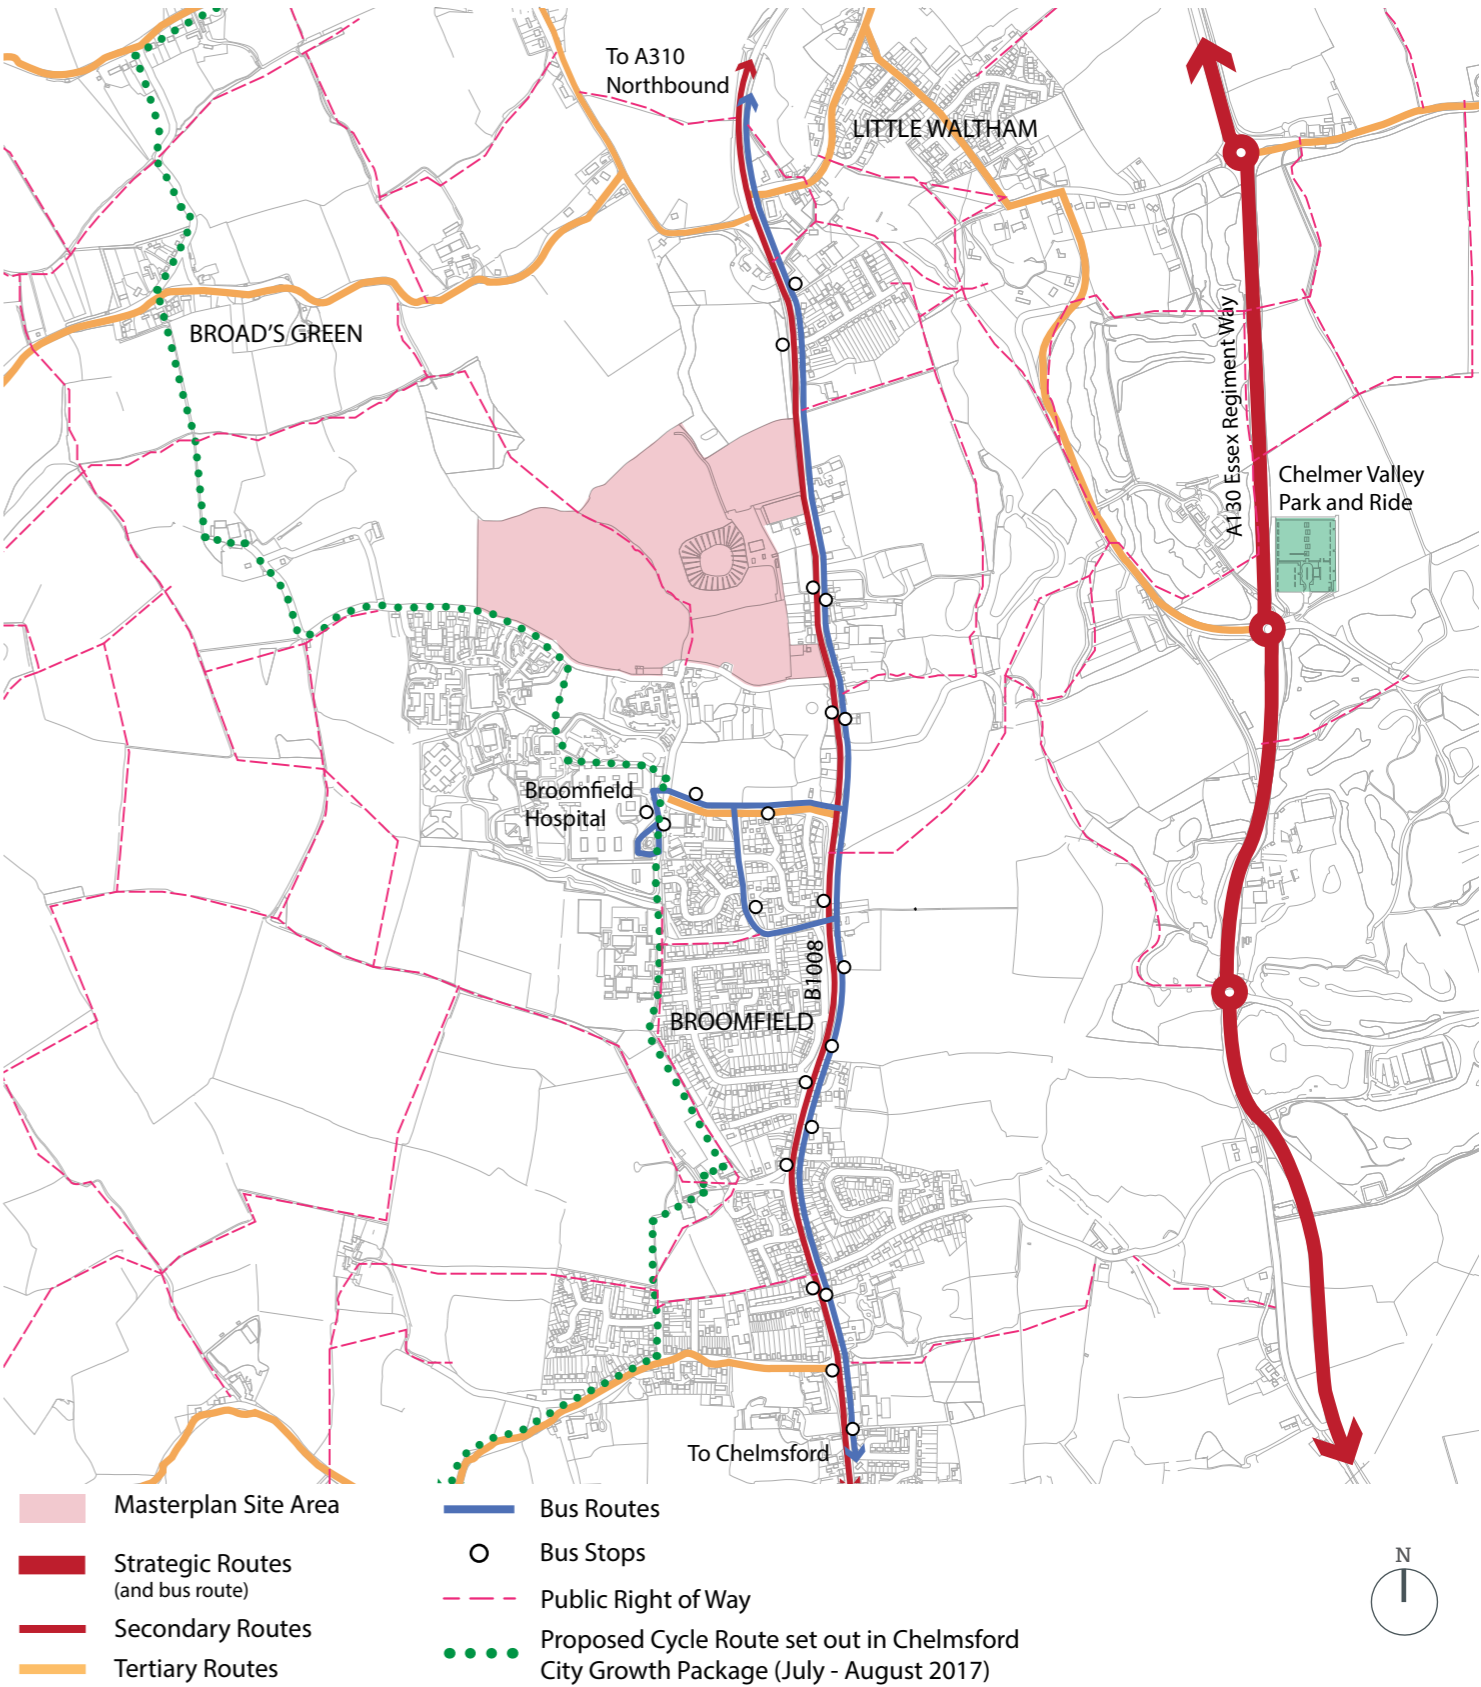 To A310
Northbound
LITTLE WALTHAM
BROAD'S GREEN
A130 Essex Regiment Way
Chelmer Valley
Park and Ride
Broomfield
Hospital
B1008
BROOMFIELD
To Chelmsford
Masterplan Site Area
Strategic Routes
(and bus route)
Secondary Routes
Tertiary Routes
Bus Routes
Bus Stops
Public Right of Way
Proposed Cycle Route set out in Chelmsford
City Growth Package (July - August 2017)
N